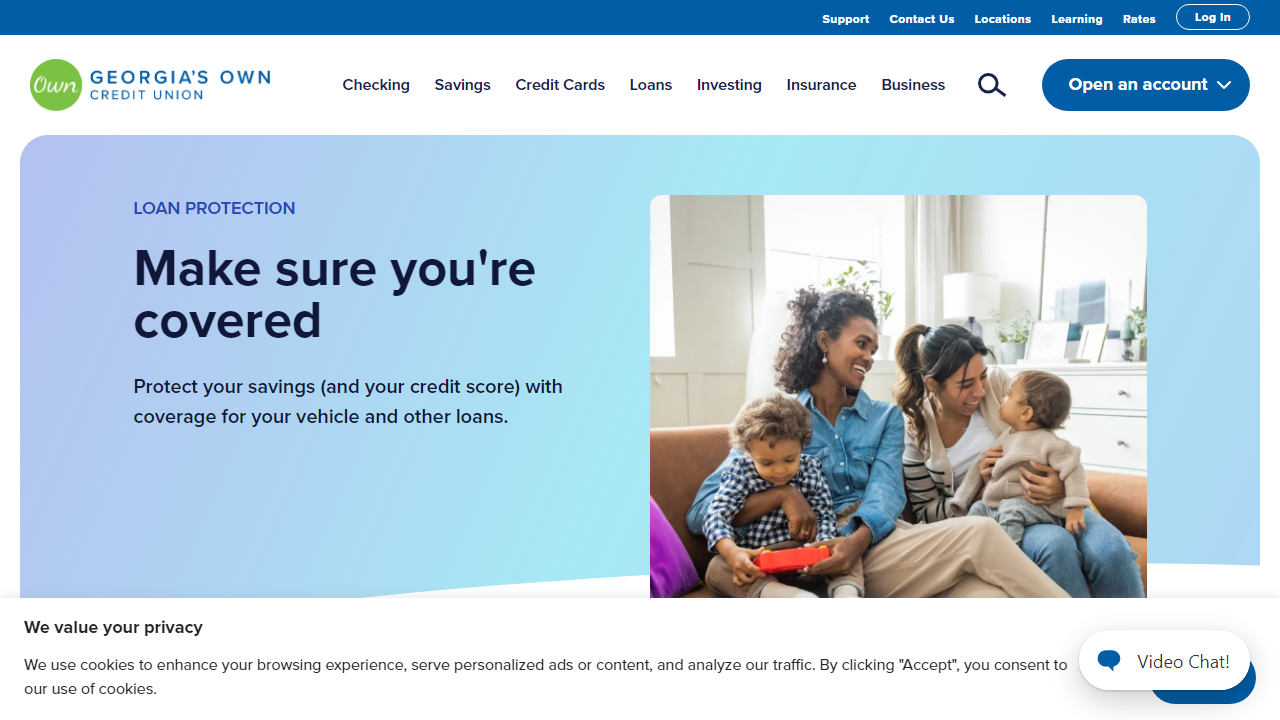 Support Contact Us Locations Learning Rates Log In
Own GEORGIA'S OWN
CREDIT UNION
Checking Savings Credit Cards Loans Investing Insurance Business
Open an account
LOAN PROTECTION
Make sure you're
covered
Protect your savings (and your credit score) with
coverage for your vehicle and other loans.
We value your privacy
We use cookies to enhance your browsing experience, serve personalized ads or content, and analyze our traffic. By clicking "Accept", you consent to
our use of cookies.
Video Chat!